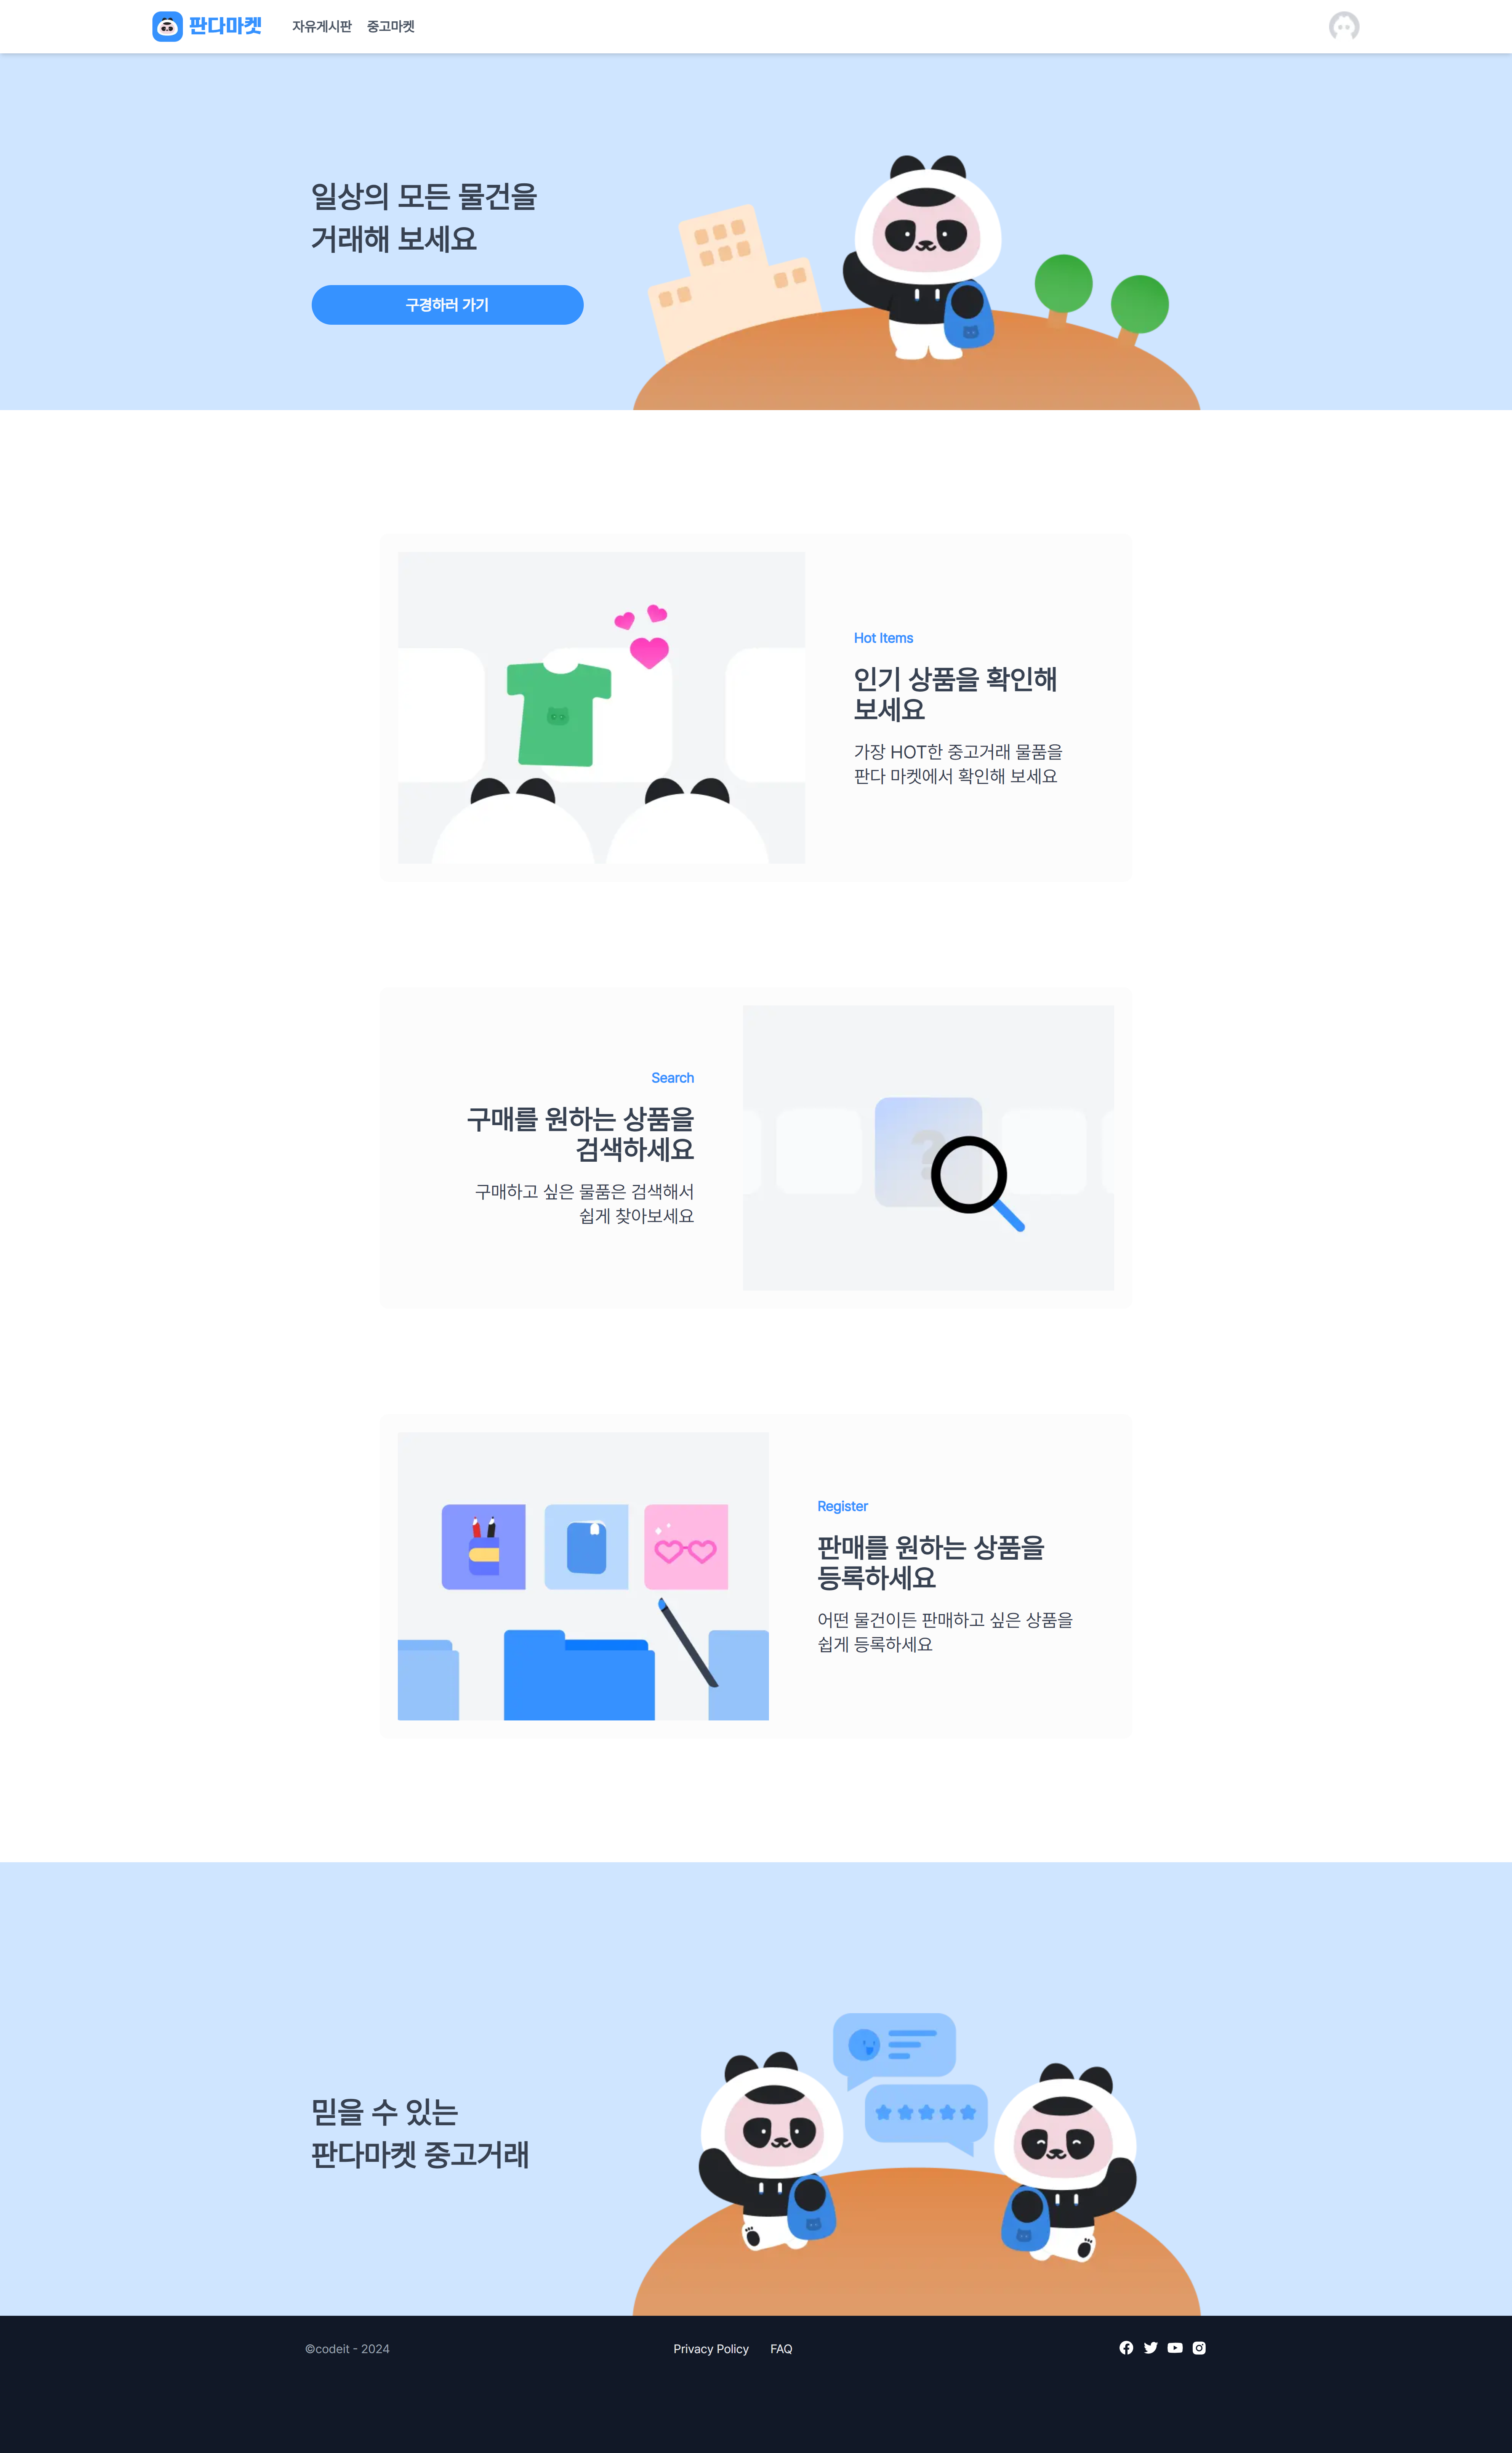 판다마켓
자유게시판 중고마켓
일상의 모든 물건을
거래해 보세요
구경하러 가기
Hot Items
인기 상품을 확인해
보세요
가장 HOT한 중고거래 물품을
판다 마켓에서 확인해 보세요
Search
구매를 원하는 상품을
검색하세요
구매하고 싶은 물품은 검색해서
쉽게 찾아보세요
?
Register
판매를 원하는 상품을
등록하세요
어떤 물건이든 판매하고 싶은 상품을
쉽게 등록하세요
믿을 수 있는
판다마켓 중고거래
©codeit - 2024
Privacy Policy FAQ